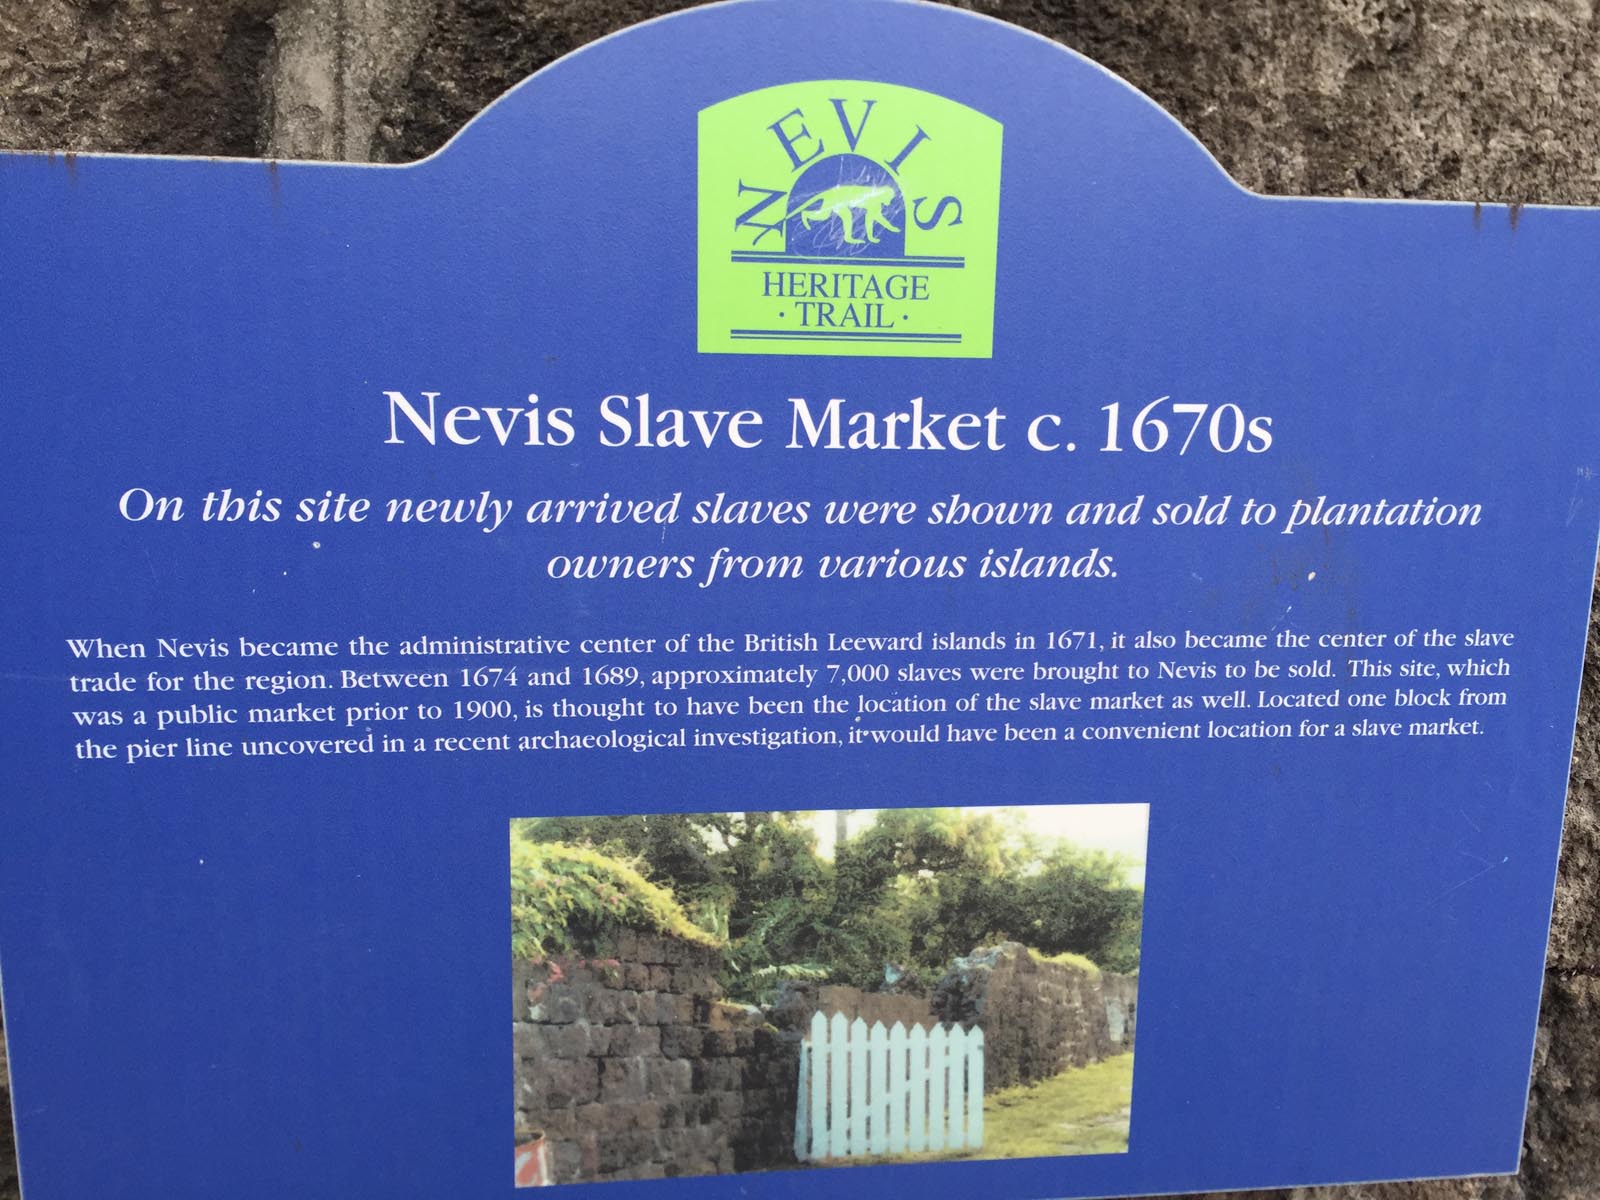 NEVIS
HERITAGE
· TRAIL ·
Nevis Slave Market c. 1670s
On this site newly arrived slaves were shown and sold to plantation
owners from various islands.
When Nevis became the administrative center of the British Leeward islands in 1671, it also became the center of the slave
trade for the region. Between 1674 and 1689, approximately 7,000 slaves were brought to Nevis to be sold. This site, which
was a public market prior to 1900, is thought to have been the location of the slave market as well. Located one block from
the pier line uncovered in a recent archaeological investigation, it would have been a convenient location for a slave market.